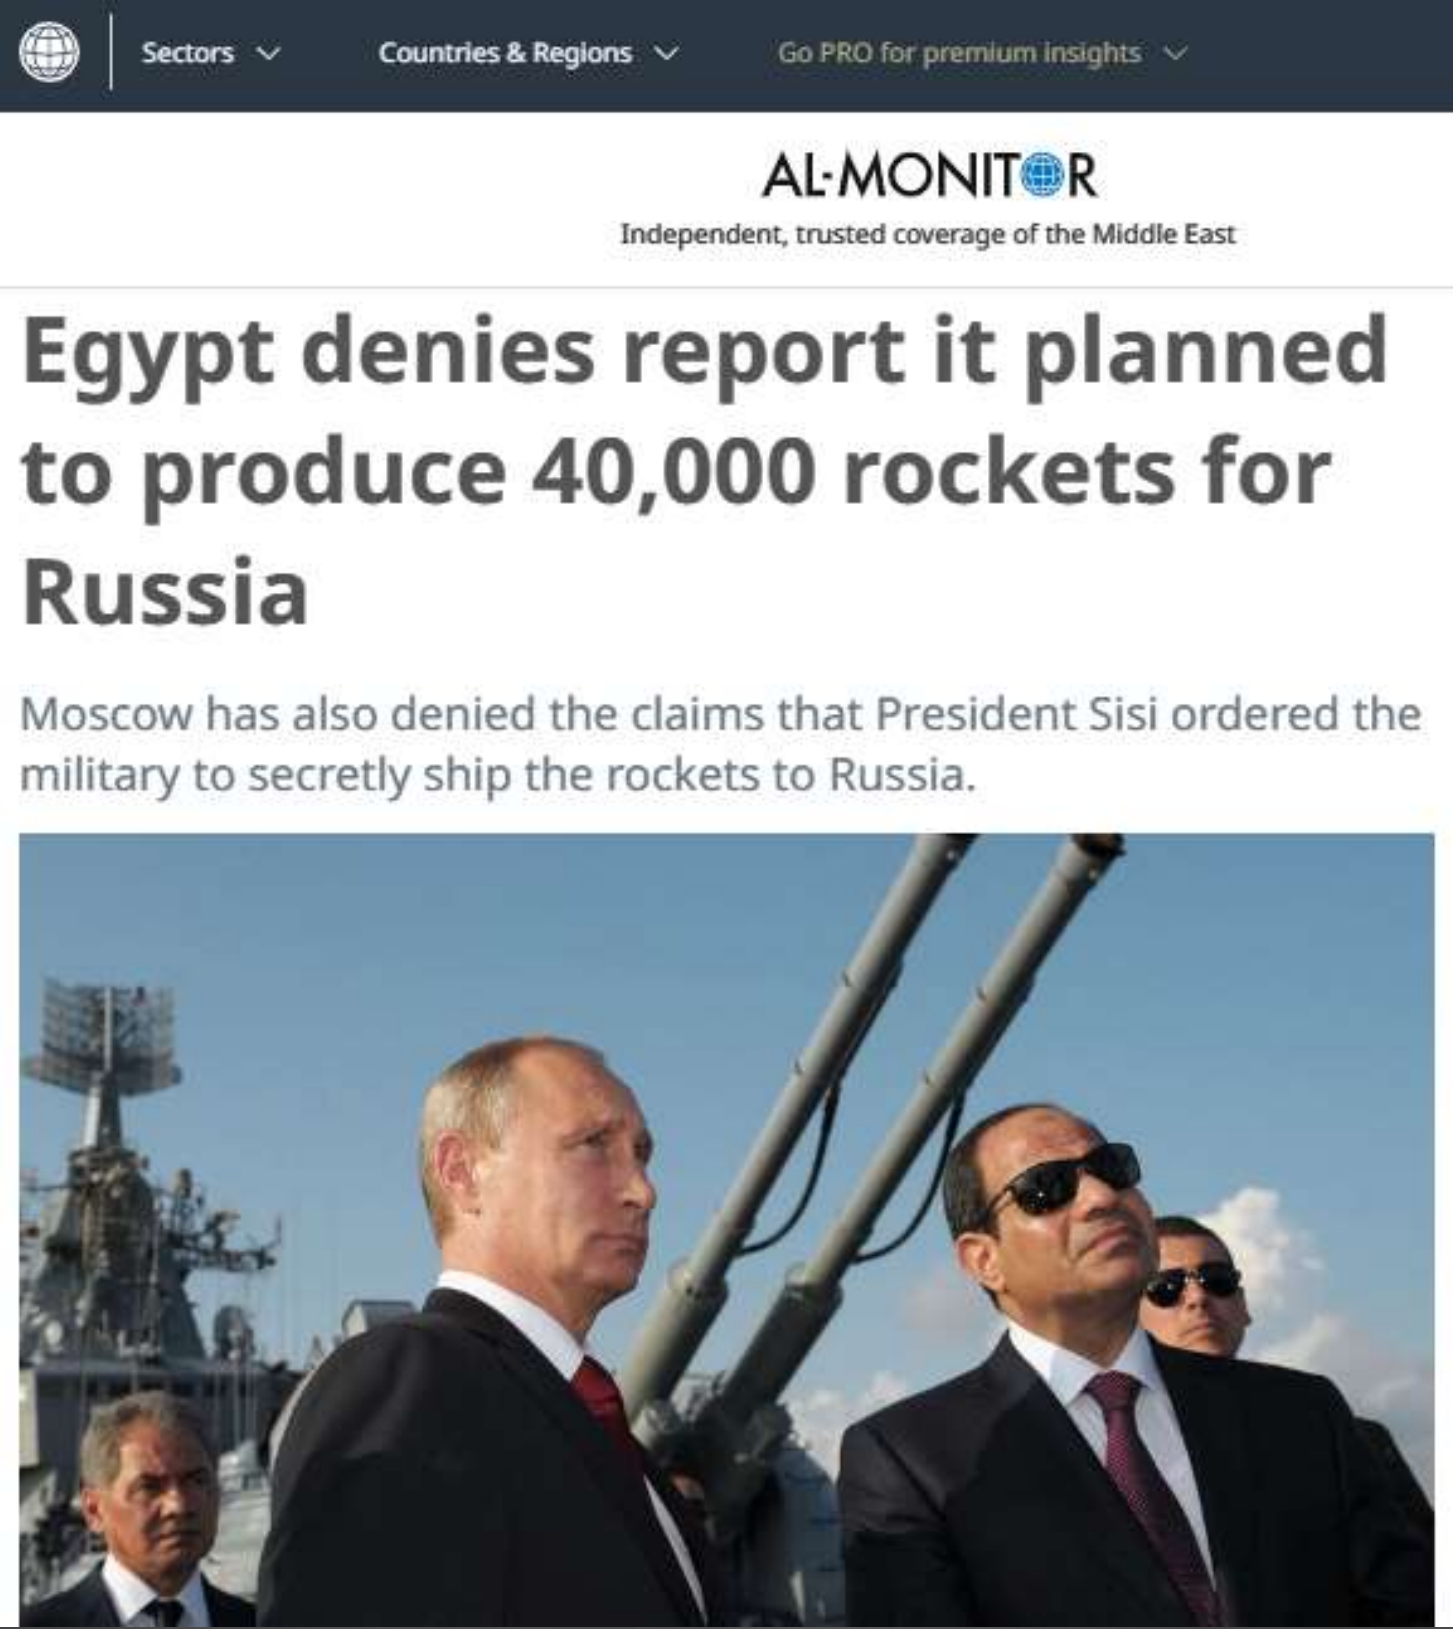 Sectors
Countries & Regions
Go PRO for premium insights
AL-MONITOR
Independent, trusted coverage of the Middle East
Egypt denies report it planned
to produce 40,000 rockets for
Russia
Moscow has also denied the claims that President Sisi ordered the
military to secretly ship the rockets to Russia.